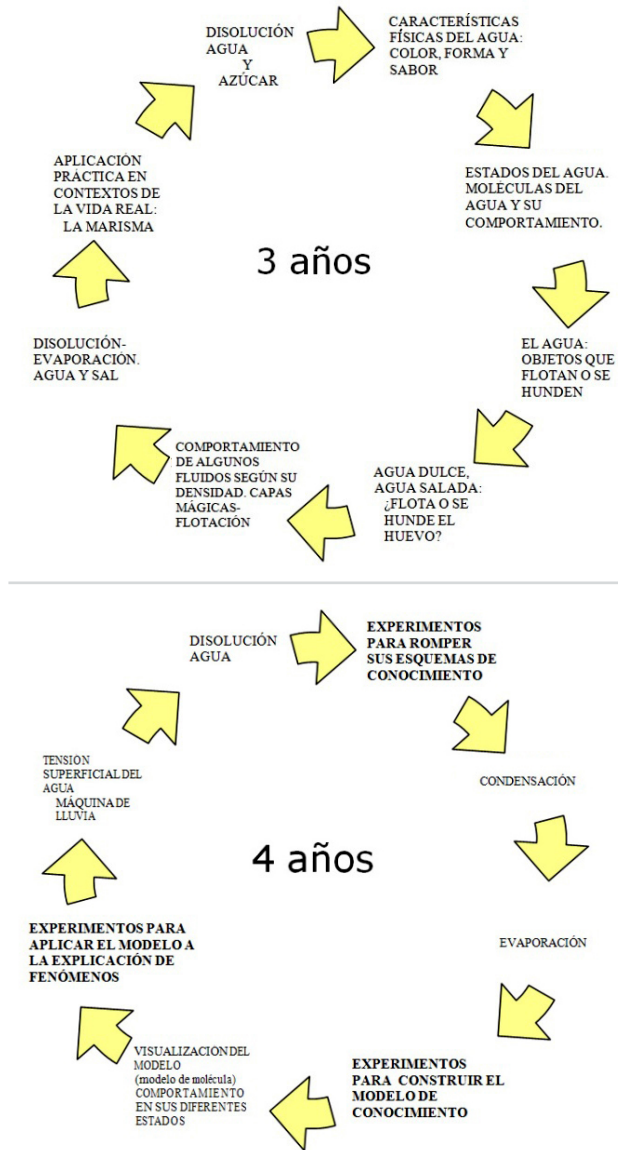 DISOLUCIÓN
AGUA
Y
AZÚCAR
CARACTERÍSTICAS
FÍSICAS DEL AGUA:
COLOR, FORMA Y
SABOR
ESTADOS DEL AGUA.
MOLÉCULAS DEL
AGUA Y SU
COMPORTAMIENTO.
EL AGUA:
OBJETOS QUE
FLOTAN O SE
HUNDEN
AGUA DULCE,
AGUA SALADA:
¿FLOTA O SE
HUNDE EL
HUEVO?
COMPORTAMIENTO
DE ALGUNOS
FLUIDOS SEGÚN SU
DENSIDAD. CAPAS
MÁGICAS-
FLOTACIÓN
DISOLUCIÓN-
EVAPORACIÓN.
AGUA Y SAL
APLICACIÓN
PRÁCTICA EN
CONTEXTOS DE
LA VIDA REAL:
LA MARISMA
3 años
DISOLUCIÓN
AGUA
EXPERIMENTOS
PARA ROMPER
SUS ESQUEMAS DE
CONOCIMIENTO
CONDENSACIÓN
EVAPORACIÓN
EXPERIMENTOS
PARA CONSTRUIR EL
MODELO DE
CONOCIMIENTO
VISUALIZACIÓN DEL
MODELO
(modelo de molécula)
COMPORTAMIENTO
EN SUS DIFERENTES
ESTADOS
EXPERIMENTOS PARA
APLICAR EL MODELO A
LA EXPLICACIÓN DE
FENÓMENOS
TENSIÓN
SUPERFICIAL DEL
AGUA
MÁQUINA DE
LLUVIA
4 años